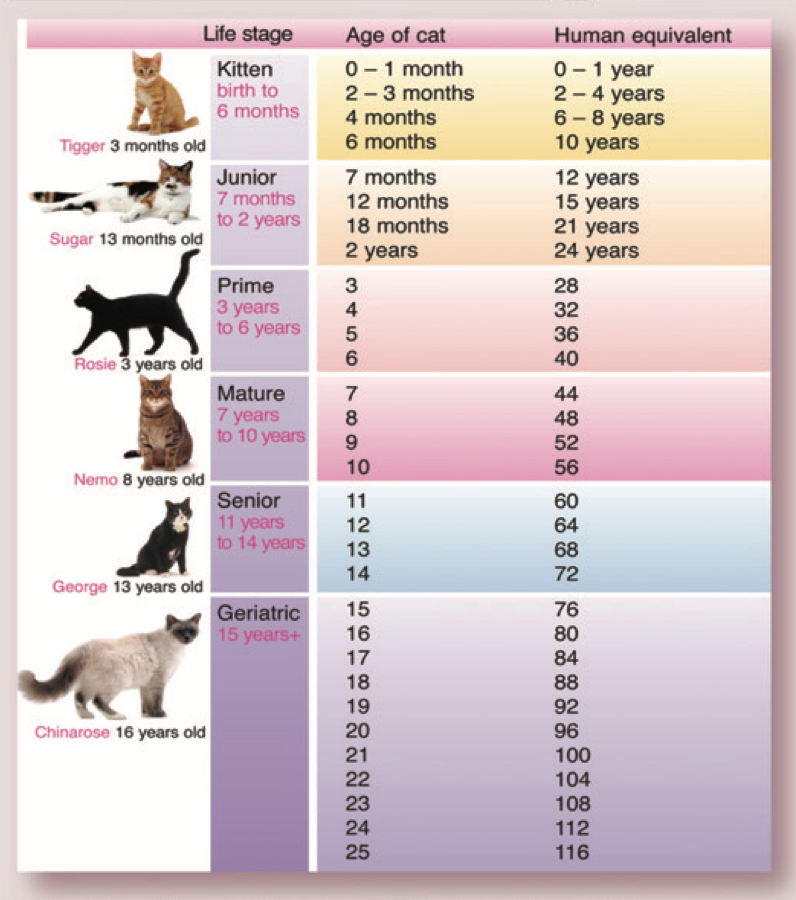 Life stage Age of cat Human equivalent
Kitten 0 – 1 month 0 – 1 year
birth to 2 – 3 months 2 – 4 years
6 months 4 months 6 – 8 years
Tigger 3 months old 6 months 10 years
Junior 7 months 12 years
7 months 12 months 15 years
to 2 years 18 months 21 years
Sugar 13 months old 2 years 24 years
Prime 3 28
3 years 4 32
to 6 years 5 36
Rosie 3 years old 6 40
Mature 7 44
7 years 8 48
to 10 years 9 52
Nemo 8 years old 10 56
Senior 11 60
11 years 12 64
to 14 years 13 68
George 13 years old 14 72
Geriatric 15 76
15 years+ 16 80
17 84
18 88
19 92
Chinarose 16 years old 20 96
21 100
22 104
23 108
24 112
25 116